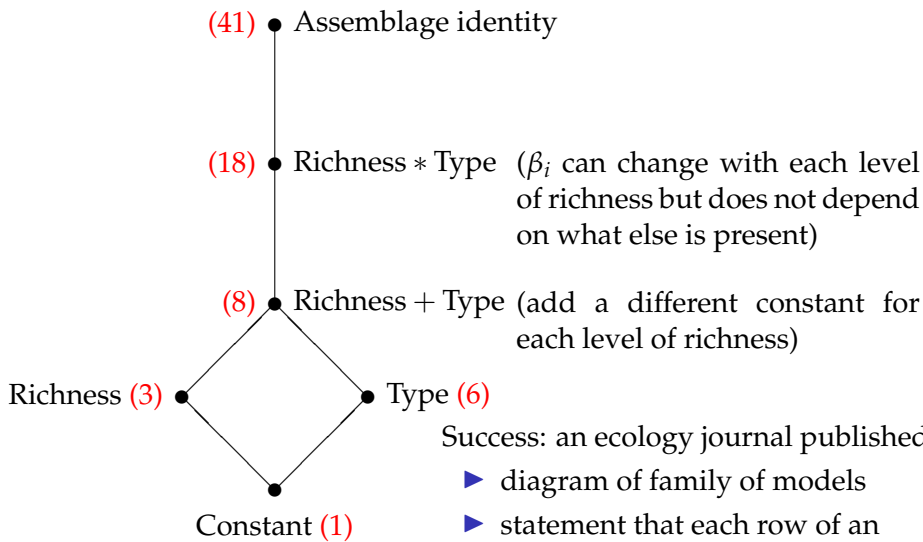 (41) Assemblage identity
(18) Richness ∗ Type (βi can change with each level
of richness but does not depend
on what else is present)
(8) Richness + Type (add a different constant for
each level of richness)
Richness (3) Type (6)
Success: an ecology journal published
▶ diagram of family of models
Constant (1)
▶ statement that each row of an